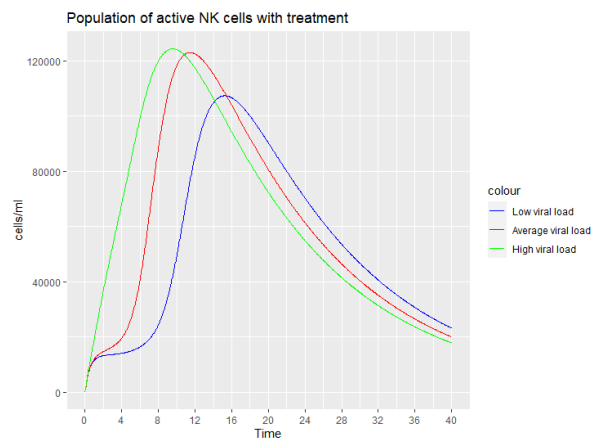 Population of active NK cells with treatment
cells/ml
120000
80000
40000
0
0 4 8 12 16 20 24 28 32 36 40
Time
colour
Low viral load
Average viral load
High viral load